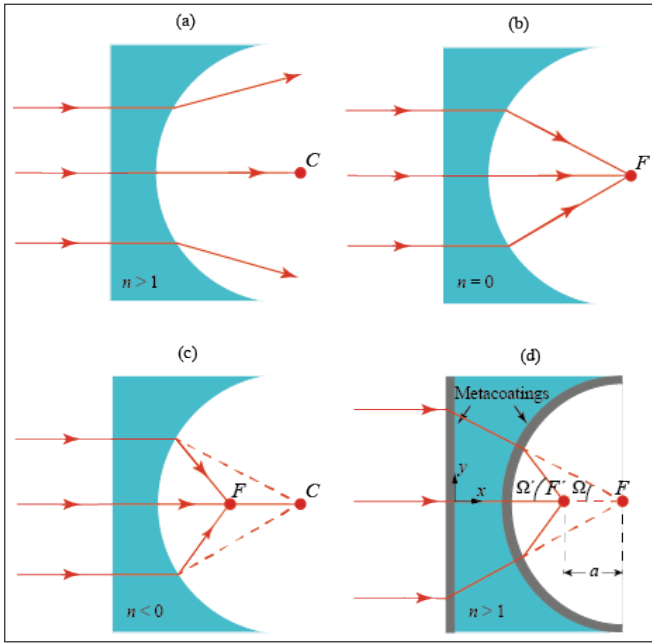 (a)
C
n > 1
(b)
F
n = 0
(c)
F
C
n < 0
(d)
Metacoatings
y
x
Ω′
F′
Ω
F
a
n > 1